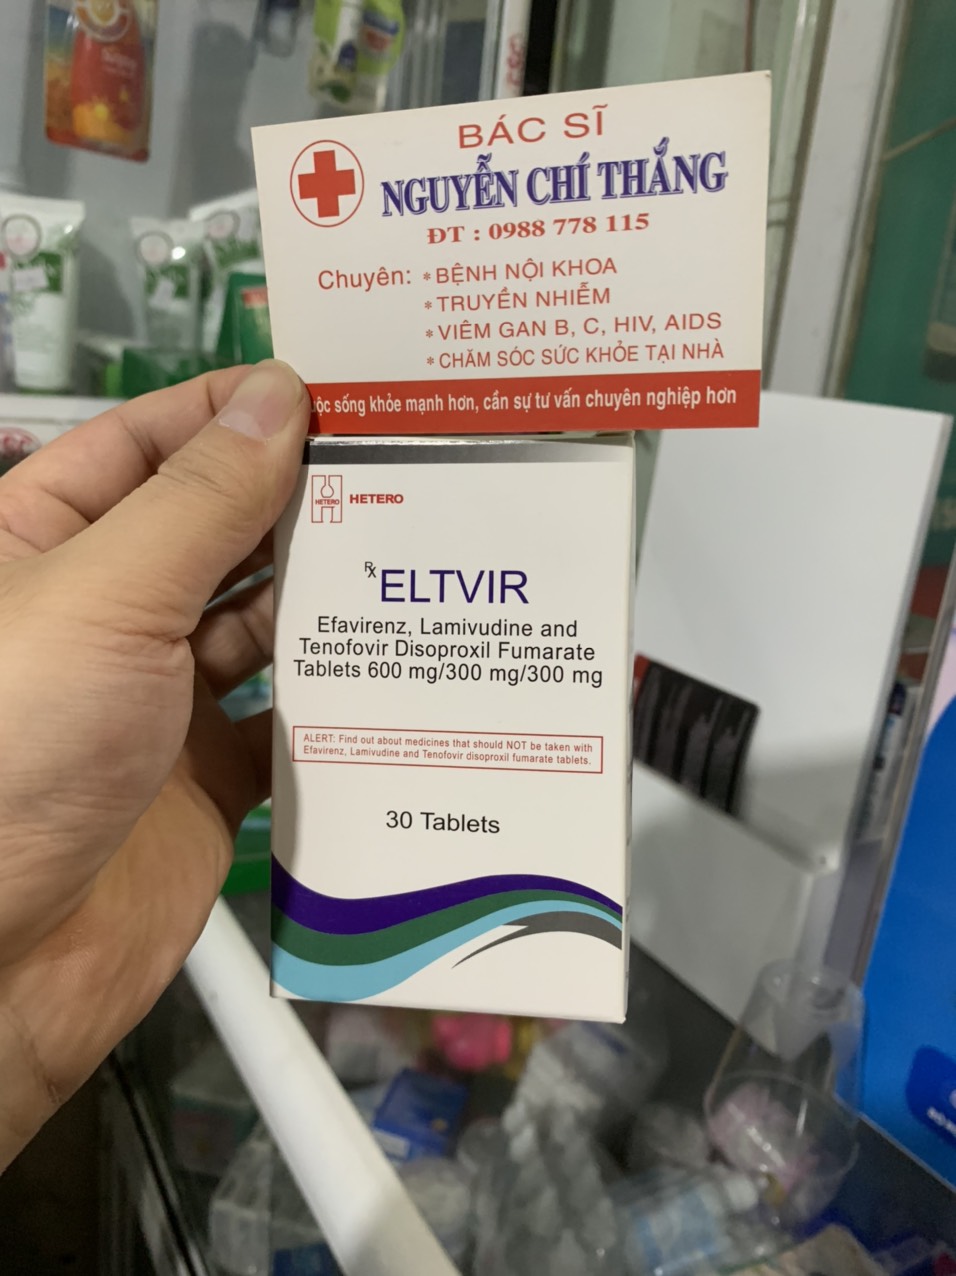 BÁC SĨ
NGUYỄN CHÍ THẮNG
ĐT : 0988 778 115
Chuyên: * BỆNH NỘI KHOA
* TRUYỀN NHIỄM
* VIÊM GAN B, C, HIV, AIDS
* CHĂM SÓC SỨC KHỎE TẠI NHÀ
sống khỏe mạnh hơn, cần sự tư vấn chuyên nghiệp hơn
HETERO HETERO
Rx ELTVIR
Efavirenz, Lamivudine and
Tenofovir Disoproxil Fumarate
Tablets 600 mg/300 mg/300 mg
ALERT: Find out about medicines that should NOT be taken with
Efavirenz, Lamivudine and Tenofovir disoproxil fumarate tablets.
30 Tablets